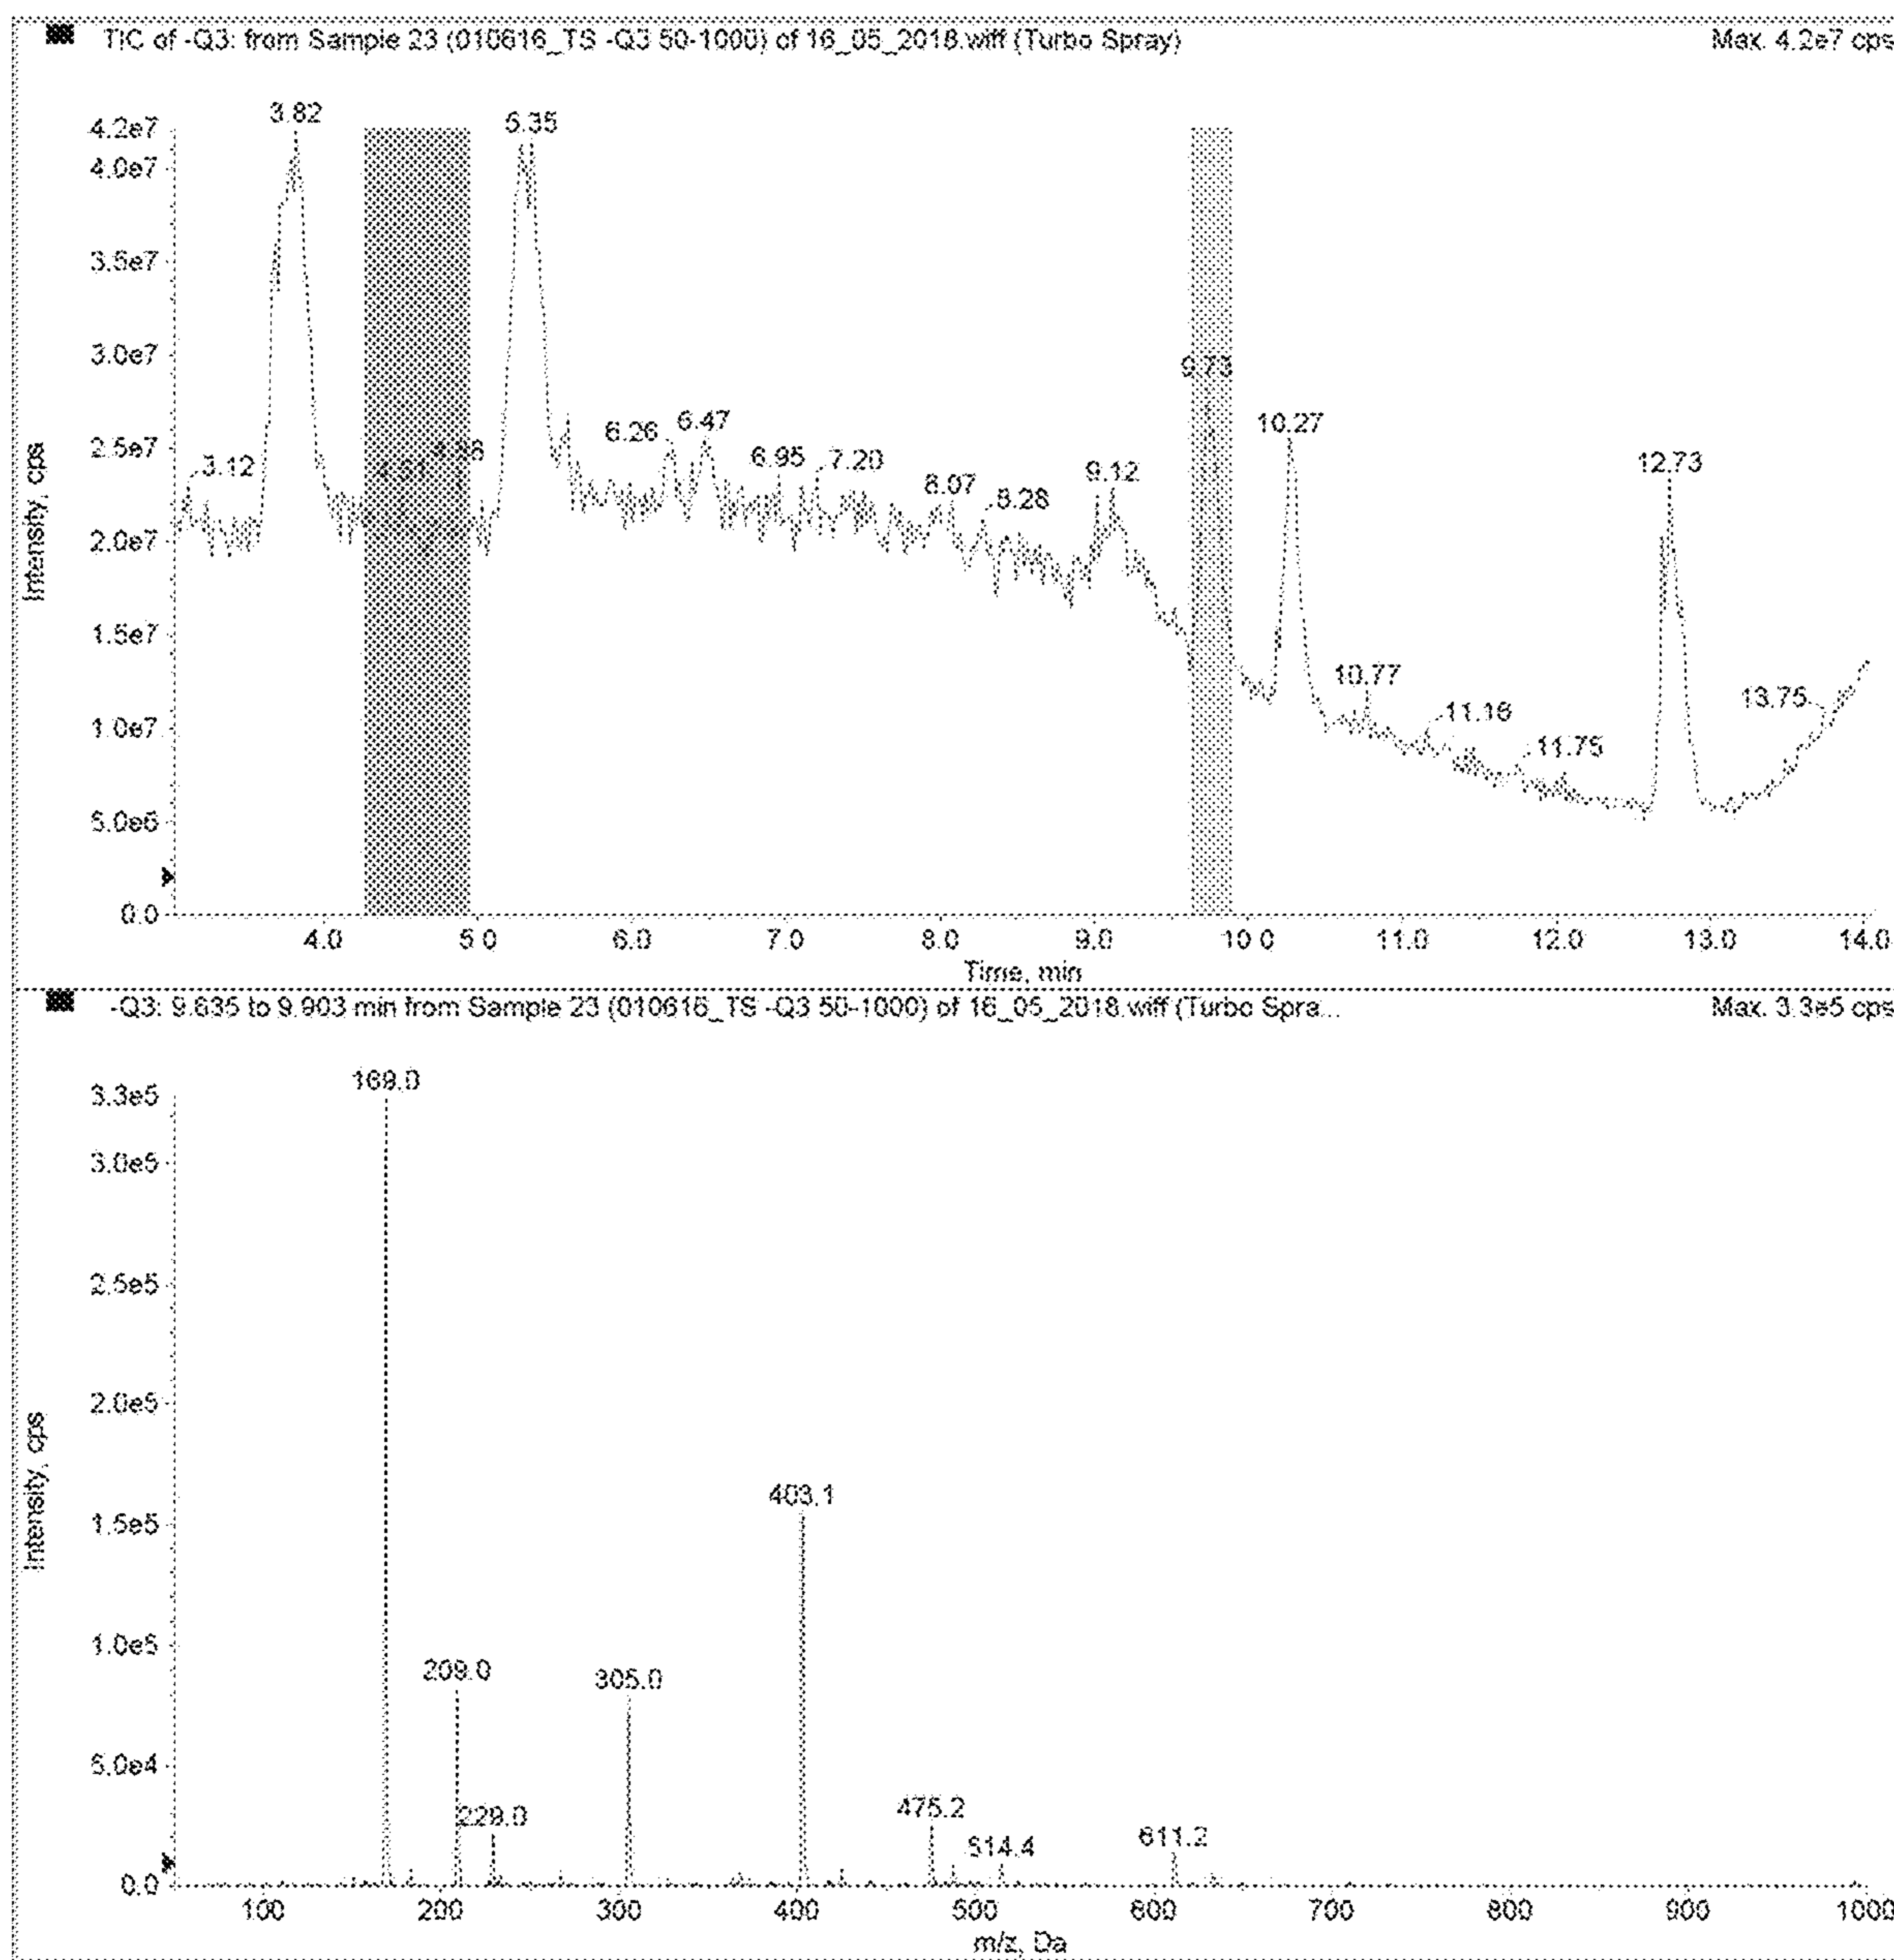 TIC of -Q3: from Sample 23 (010616_TS -Q3 50-1000) of 16_05_2018.wiff (Turbo Spray)
Max. 4.2e7 cps
Intensity, cps
4.2e7
4.0e7
3.5e7
3.0e7
2.5e7
2.0e7
1.5e7
1.0e7
5.0e6
0.0
3.12
3.82
4.51
5.35
6.26
6.47
6.95
7.20
8.07
8.28
9.12
9.73
10.27
10.77
11.16
11.75
12.73
13.75
4.0 5.0 6.0 7.0 8.0 9.0 10.0 11.0 12.0 13.0 14.0
Time, min
-Q3: 9.635 to 9.903 min from Sample 23 (010616_TS -Q3 50-1000) of 16_05_2018.wiff (Turbo Spra...
Max. 3.3e5 cps
Intensity, cps
3.3e5
3.0e5
2.5e5
2.0e5
1.5e5
1.0e5
5.0e4
0.0
169.0
209.0
229.0
305.0
403.1
475.2
514.4
611.2
100 200 300 400 500 600 700 800 900 1000
m/z, Da